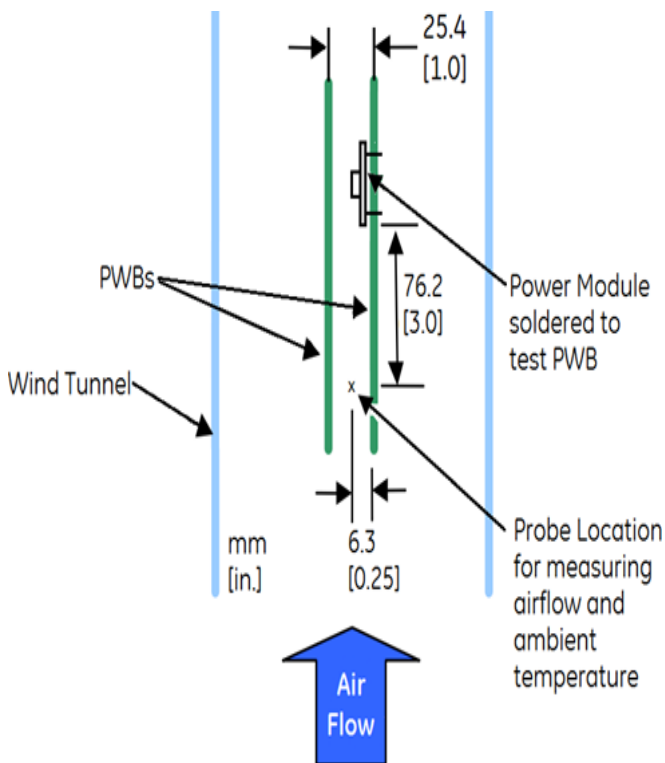 25.4
[1.0]
PWBs
76.2
[3.0]
Power Module
soldered to
test PWB
Wind Tunnel
x
mm
[in.]
6.3
[0.25]
Probe Location
for measuring
airflow and
ambient
temperature
Air
Flow